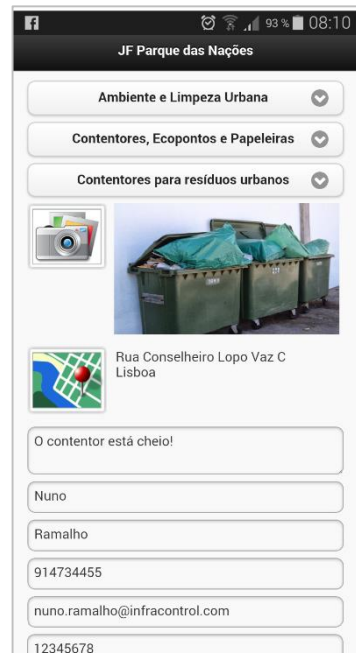 93 % 08:10
JF Parque das Nações
Ambiente e Limpeza Urbana
Contentores, Ecopontos e Papeleiras
Contentores para resíduos urbanos
Rua Conselheiro Lopo Vaz C
Lisboa
O contentor está cheio!
Nuno
Ramalho
914734455
nuno.ramalho@infracontrol.com
12345678